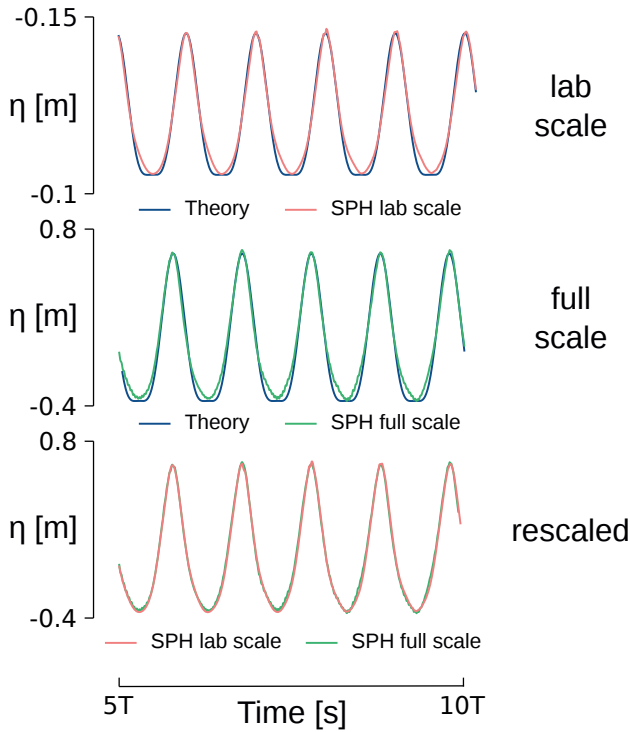 -0.15
η [m]
lab
scale
-0.1
Theory SPH lab scale
0.8
η [m]
full
scale
-0.4
Theory SPH full scale
0.8
η [m]
rescaled
-0.4
SPH lab scale SPH full scale
5T 10T
Time [s]